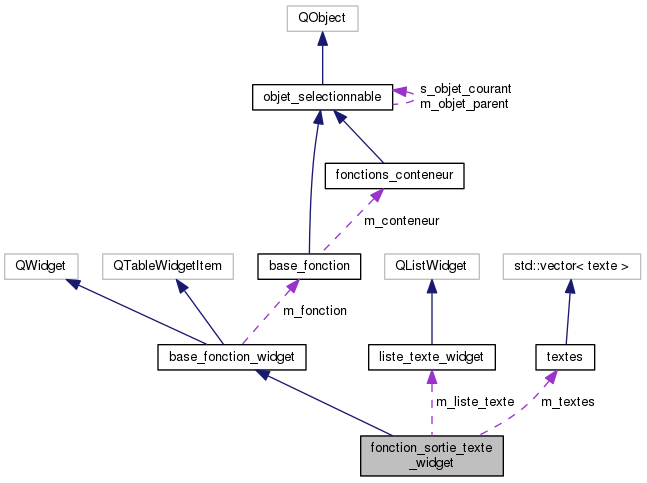 QObject
objet_selectionnable
s_objet_courant
m_objet_parent
fonctions_conteneur
m_conteneur
QWidget
QTableWidgetItem
base_fonction
QListWidget
std::vector< texte >
m_fonction
base_fonction_widget
liste_texte_widget
textes
m_liste_texte
m_textes
fonction_sortie_texte
_widget